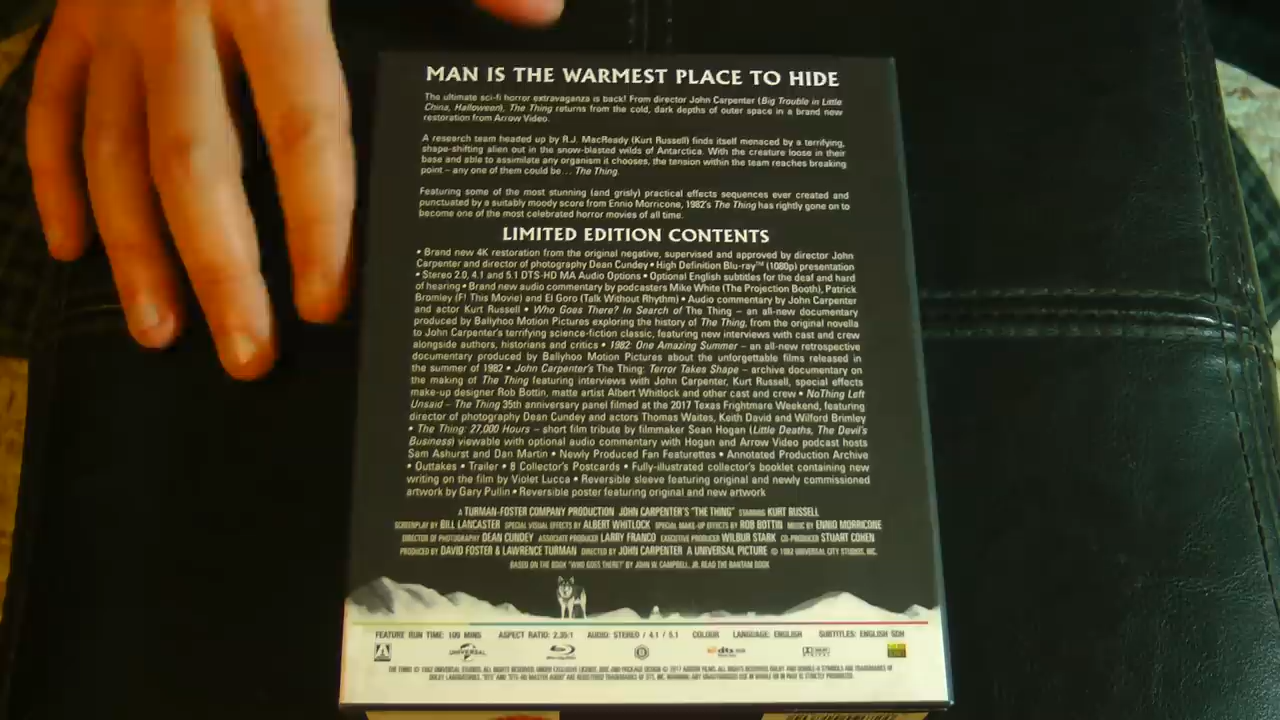 MAN IS THE WARMEST PLACE TO HIDE
The ultimate sci-fi horror extravaganza is back! From director John Carpenter (Big Trouble in Little
China, Halloween), The Thing returns from the cold, dark depths of outer space in a brand new
restoration from Arrow Video.
A research team headed up by R.J. MacReady (Kurt Russell) finds itself menaced by a terrifying,
shape-shifting alien out in the snow-blasted wilds of Antarctica. With the creature loose in their
base and able to assimilate any organism it chooses, the tension within the team reaches breaking
point – any one of them could be... The Thing.
Featuring some of the most stunning (and grisly) practical effects sequences ever created and
punctuated by a suitably moody score from Ennio Morricone, 1982's The Thing has rightly gone on to
become one of the most celebrated horror movies of all time.
LIMITED EDITION CONTENTS
• Brand new 4K restoration from the original negative, supervised and approved by director John
Carpenter and director of photography Dean Cundey • High Definition Blu-ray™ (1080p) presentation
• Stereo 2.0, 4.1 and 5.1 DTS-HD MA Audio Options • Optional English subtitles for the deaf and hard
of hearing • Brand new audio commentary by podcasters Mike White (The Projection Booth), Patrick
Bromley (F! This Movie) and El Goro (Talk Without Rhythm) • Audio commentary by John Carpenter
and actor Kurt Russell • Who Goes There? In Search of The Thing – an all-new documentary
produced by Ballyhoo Motion Pictures exploring the history of The Thing, from the original novella
to John Carpenter's terrifying science-fiction classic, featuring new interviews with cast and crew
alongside authors, historians and critics • 1982: One Amazing Summer – an all-new retrospective
documentary produced by Ballyhoo Motion Pictures about the unforgettable films released in
the summer of 1982 • John Carpenter's The Thing: Terror Takes Shape – archive documentary on
the making of The Thing featuring interviews with John Carpenter, Kurt Russell, special effects
make-up designer Rob Bottin, matte artist Albert Whitlock and other cast and crew • NoThing Left
Unsaid – The Thing 35th anniversary panel filmed at the 2017 Texas Frightmare Weekend, featuring
director of photography Dean Cundey and actors Thomas Waites, Keith David and Wilford Brimley
• The Thing: 27,000 Hours – short film tribute by filmmaker Sean Hogan (Little Deaths, The Devil's
Business) viewable with optional audio commentary with Hogan and Arrow Video podcast hosts
Sam Ashurst and Dan Martin • Newly Produced Fan Featurettes • Annotated Production Archive
• Outtakes • Trailer • 8 Collector's Postcards • Fully-illustrated collector's booklet containing new
writing on the film by Violet Lucca • Reversible sleeve featuring original and newly commissioned
artwork by Gary Pullin • Reversible poster featuring original and new artwork
A TURMAN-FOSTER COMPANY PRODUCTION JOHN CARPENTER'S "THE THING" STARRING KURT RUSSELL
SCREENPLAY BY BILL LANCASTER SPECIAL VISUAL EFFECTS BY ALBERT WHITLOCK SPECIAL MAKE-UP EFFECTS BY ROB BOTTIN MUSIC BY ENNIO MORRICONE
DIRECTOR OF PHOTOGRAPHY DEAN CUNDEY ASSOCIATE PRODUCER LARRY FRANCO EXECUTIVE PRODUCER WILBUR STARK CO-PRODUCER STUART COHEN
PRODUCED BY DAVID FOSTER & LAWRENCE TURMAN DIRECTED BY JOHN CARPENTER A UNIVERSAL PICTURE © 1982 UNIVERSAL CITY STUDIOS, INC.
BASED ON THE BOOK "WHO GOES THERE?" BY JOHN W. CAMPBELL, JR. READ THE BANTAM BOOK
FEATURE RUN TIME: 109 MINS ASPECT RATIO: 2.35:1 AUDIO: STEREO / 4.1 / 5.1 COLOUR LANGUAGE: ENGLISH SUBTITLES: ENGLISH SDH
UNIVERSAL Blu-ray Disc dts-HD
THE THING © 1982 UNIVERSAL STUDIOS. ALL RIGHTS RESERVED.